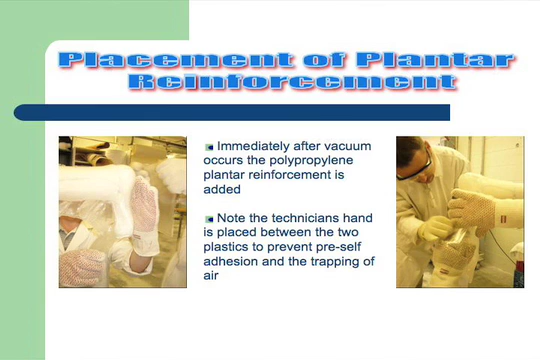 Placement of Plantar
Reinforcement
Immediately after vacuum
occurs the polypropylene
plantar reinforcement is
added
Note the technicians hand
is placed between the two
plastics to prevent pre-self
adhesion and the trapping of
air